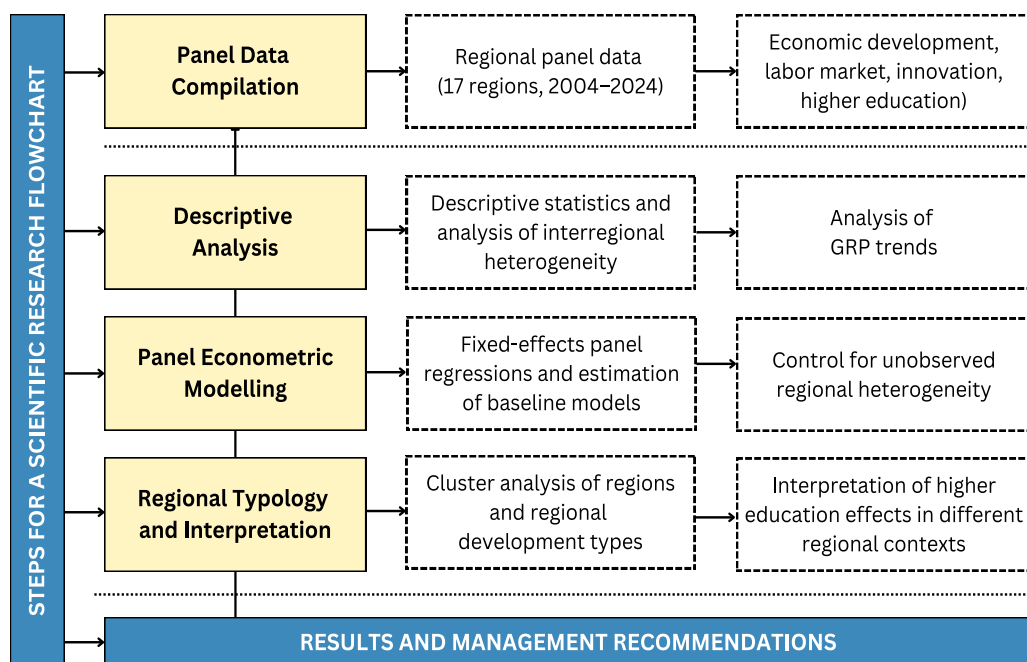 STEPS FOR A SCIENTIFIC RESEARCH FLOWCHART
Panel Data
Compilation
Regional panel data
(17 regions, 2004–2024)
Economic development,
labor market, innovation,
higher education)
Descriptive
Analysis
Descriptive statistics and
analysis of interregional
heterogeneity
Analysis of
GRP trends
Panel Econometric
Modelling
Fixed-effects panel
regressions and estimation
of baseline models
Control for unobserved
regional heterogeneity
Regional Typology
and Interpretation
Cluster analysis of regions
and regional
development types
Interpretation of higher
education effects in different
regional contexts
RESULTS AND MANAGEMENT RECOMMENDATIONS